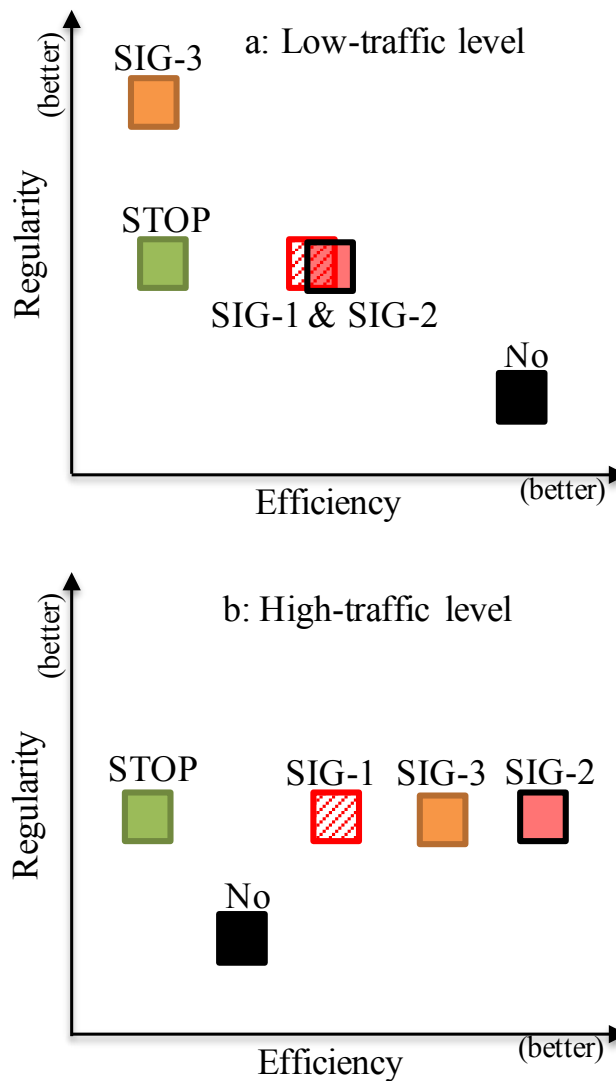 a: Low-traffic level
(better)
Regularity
SIG-3
STOP
SIG-1 & SIG-2
No
Efficiency
(better)
b: High-traffic level
(better)
Regularity
STOP
SIG-1
SIG-3
SIG-2
No
Efficiency
(better)